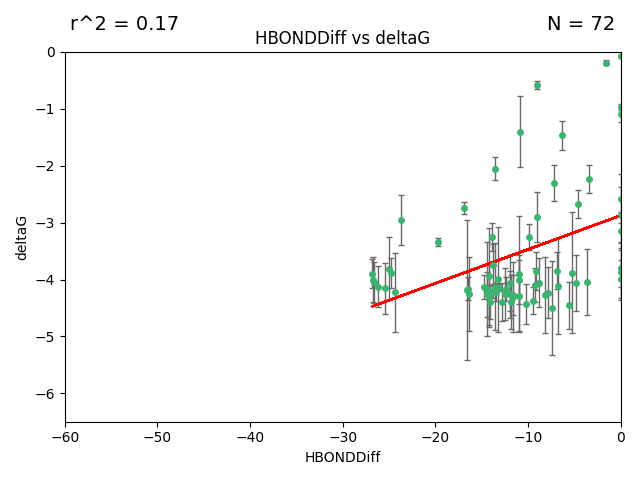 r^2 = 0.17
N = 72
HBONDDiff vs deltaG
0
−1
−2
−3
−4
−5
−6
deltaG
−60
−50
−40
−30
−20
−10
0
HBONDDiff